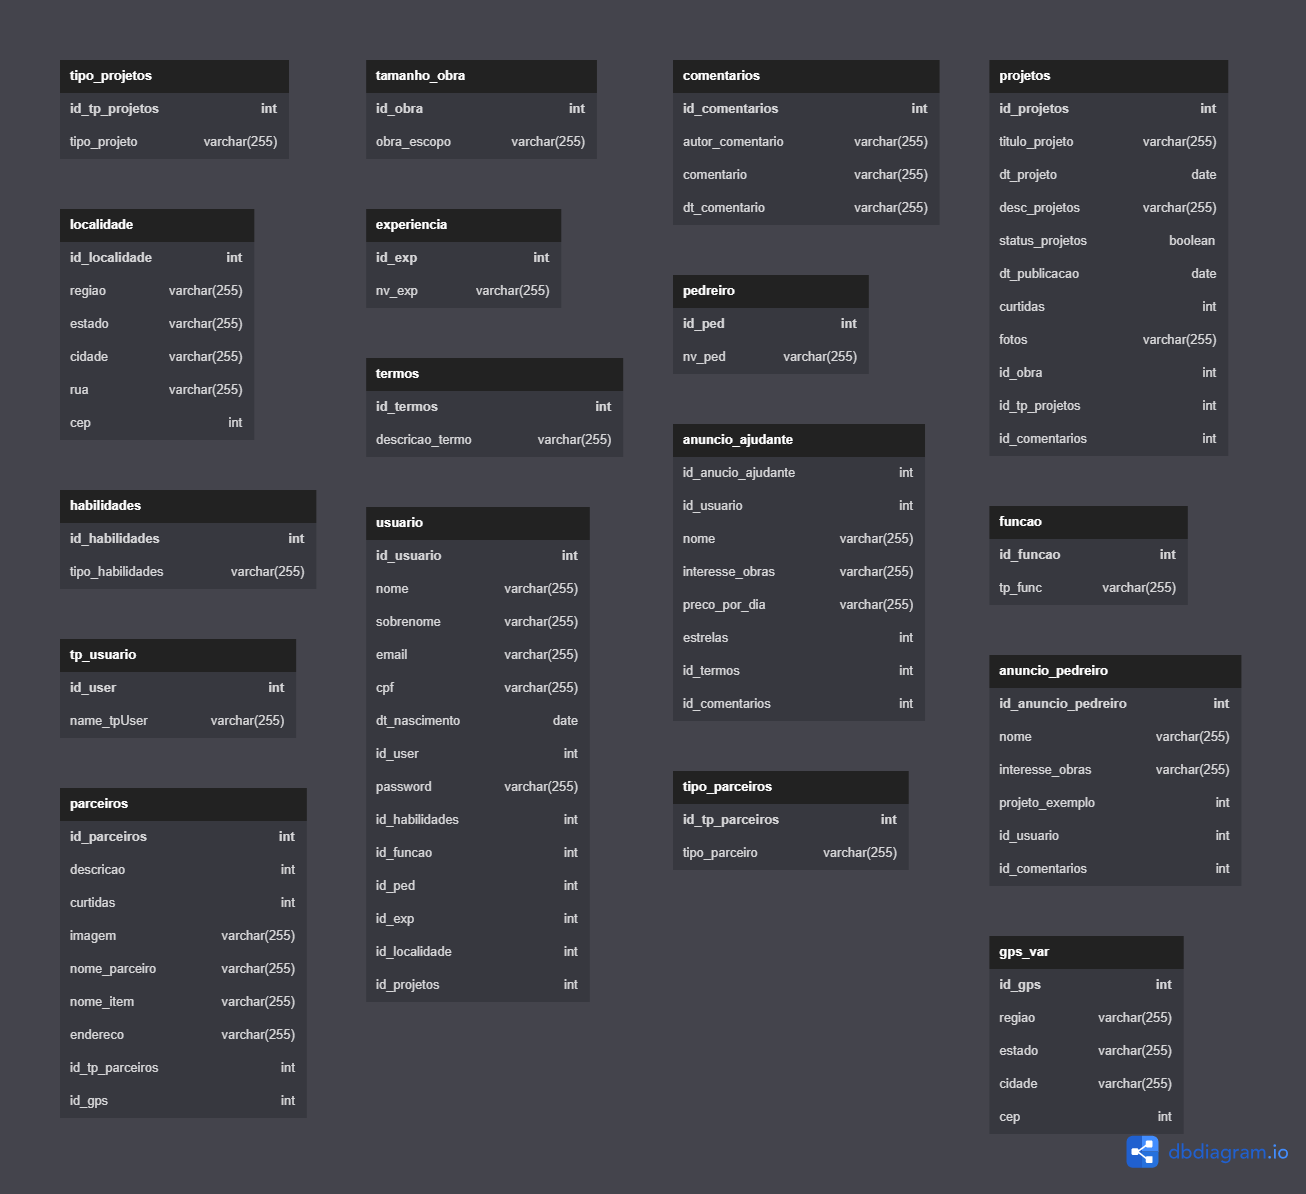 tipo_projetos
id_tp_projetos int
tipo_projeto varchar(255)
localidade
id_localidade int
regiao varchar(255)
estado varchar(255)
cidade varchar(255)
rua varchar(255)
cep int
habilidades
id_habilidades int
tipo_habilidades varchar(255)
tp_usuario
id_user int
name_tpUser varchar(255)
parceiros
id_parceiros int
descricao int
curtidas int
imagem varchar(255)
nome_parceiro varchar(255)
nome_item varchar(255)
endereco varchar(255)
id_tp_parceiros int
id_gps int
tamanho_obra
id_obra int
obra_escopo varchar(255)
experiencia
id_exp int
nv_exp varchar(255)
termos
id_termos int
descricao_termo varchar(255)
usuario
id_usuario int
nome varchar(255)
sobrenome varchar(255)
email varchar(255)
cpf varchar(255)
dt_nascimento date
id_user int
password varchar(255)
id_habilidades int
id_funcao int
id_ped int
id_exp int
id_localidade int
id_projetos int
comentarios
id_comentarios int
autor_comentario varchar(255)
comentario varchar(255)
dt_comentario varchar(255)
pedreiro
id_ped int
nv_ped varchar(255)
anuncio_ajudante
id_anucio_ajudante int
id_usuario int
nome varchar(255)
interesse_obras varchar(255)
preco_por_dia varchar(255)
estrelas int
id_termos int
id_comentarios int
tipo_parceiros
id_tp_parceiros int
tipo_parceiro varchar(255)
projetos
id_projetos int
titulo_projeto varchar(255)
dt_projeto date
desc_projetos varchar(255)
status_projetos boolean
dt_publicacao date
curtidas int
fotos varchar(255)
id_obra int
id_tp_projetos int
id_comentarios int
funcao
id_funcao int
tp_func varchar(255)
anuncio_pedreiro
id_anuncio_pedreiro int
nome varchar(255)
interesse_obras varchar(255)
projeto_exemplo int
id_usuario int
id_comentarios int
gps_var
id_gps int
regiao varchar(255)
estado varchar(255)
cidade varchar(255)
cep int
dbdiagram.io